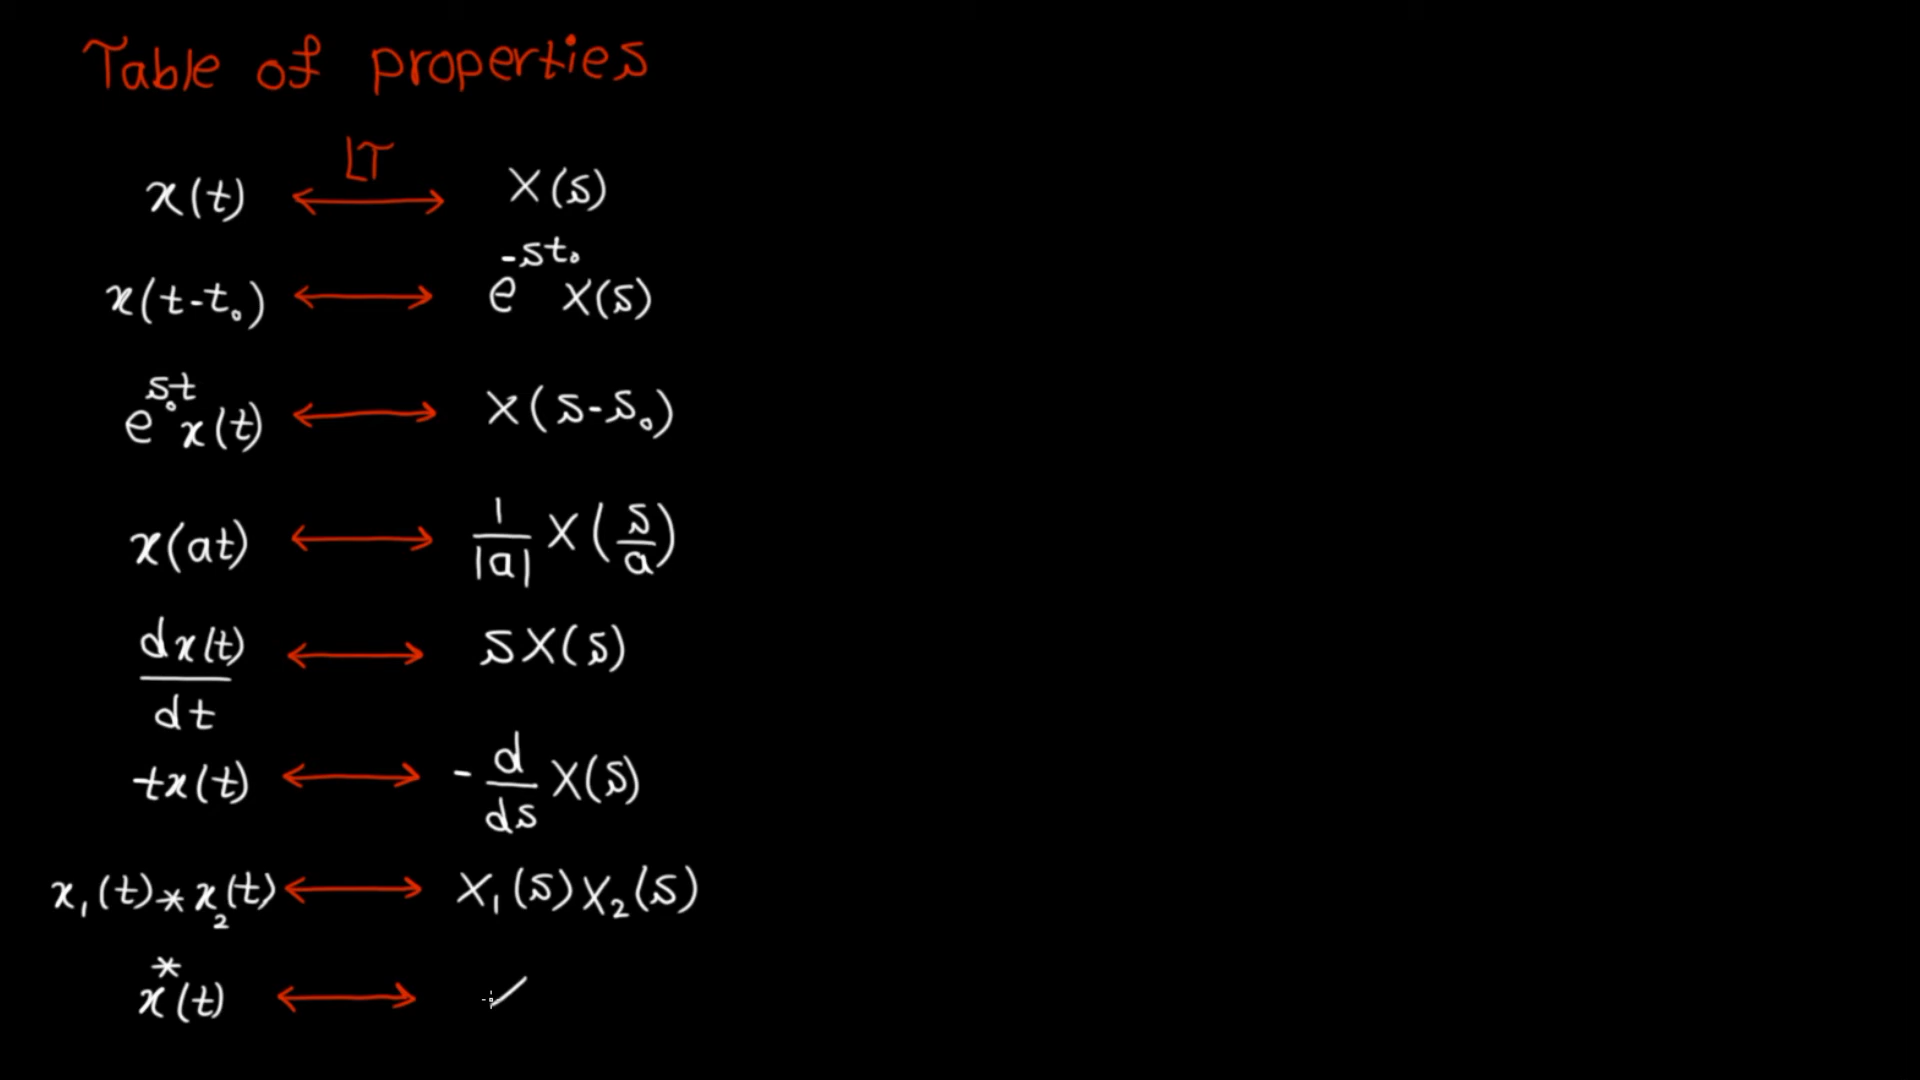 Table of properties
x(t) ⟷ LT X(s)
x(t-t₀) ⟷ e^{-st₀} X(s)
e^{s₀t} x(t) ⟷ X(s-s₀)
x(at) ⟷ 1/|a| X(s/a)
dx(t)/dt ⟷ sX(s)
tx(t) ⟷ -d/ds X(s)
x₁(t)*x₂(t) ⟷ X₁(s)X₂(s)
x*(t) ⟷